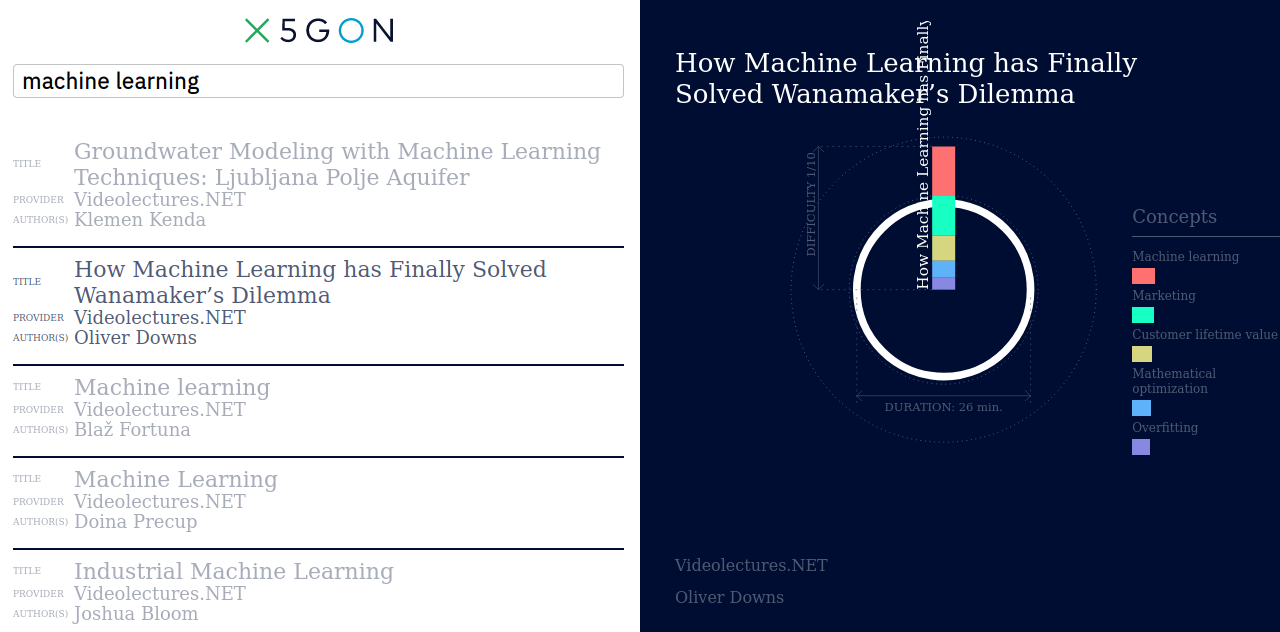 X5GON
machine learning
TITLE
Groundwater Modeling with Machine Learning
Techniques: Ljubljana Polje Aquifer
PROVIDER Videolectures.NET
AUTHOR(S) Klemen Kenda
TITLE
How Machine Learning has Finally Solved
Wanamaker’s Dilemma
PROVIDER Videolectures.NET
AUTHOR(S) Oliver Downs
TITLE Machine learning
PROVIDER Videolectures.NET
AUTHOR(S) Blaž Fortuna
TITLE Machine Learning
PROVIDER Videolectures.NET
AUTHOR(S) Doina Precup
TITLE Industrial Machine Learning
PROVIDER Videolectures.NET
AUTHOR(S) Joshua Bloom
How Machine Learning has Finally
Solved Wanamaker’s Dilemma
How Machine Learning has Finally
DIFFICULTY 1/10
DURATION: 26 min.
Concepts
Machine learning
Marketing
Customer lifetime value
Mathematical
optimization
Overfitting
Videolectures.NET
Oliver Downs